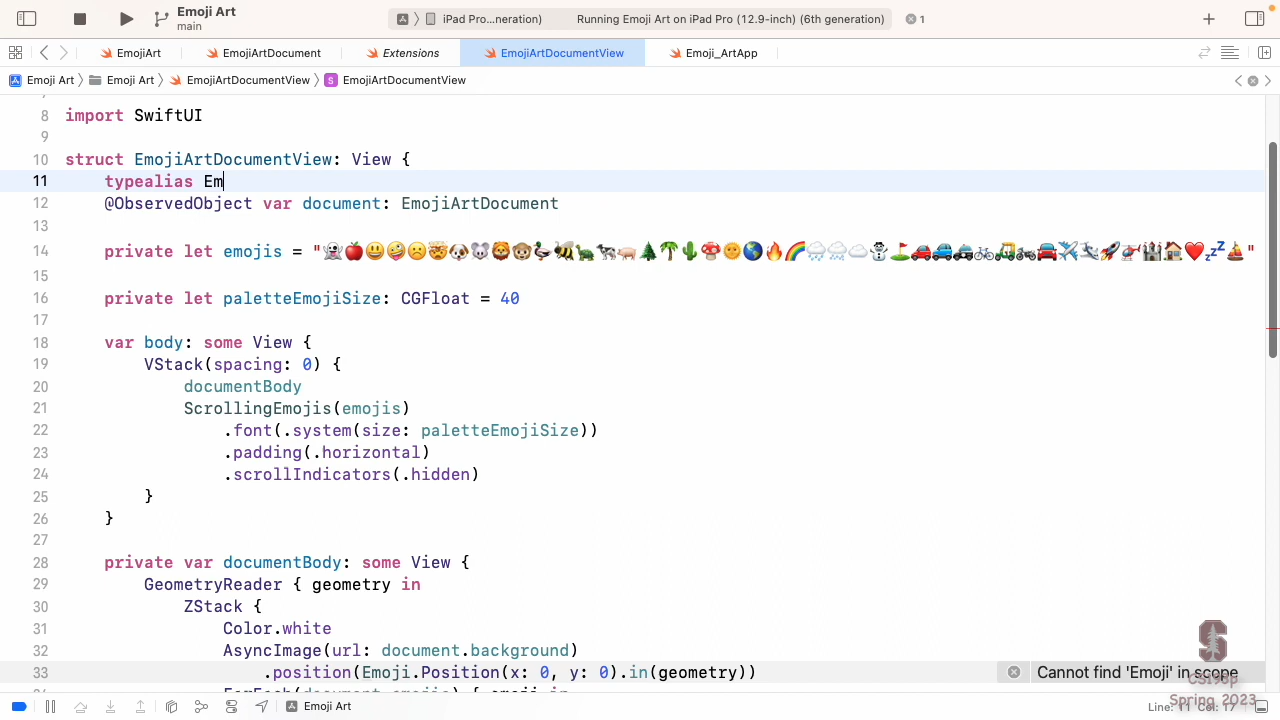 Emoji Art
main
iPad Pro...neration)
Running Emoji Art on iPad Pro (12.9-inch) (6th generation)
1
EmojiArt
EmojiArtDocument
Extensions
EmojiArtDocumentView
Emoji_ArtApp
Emoji Art
Emoji Art
EmojiArtDocumentView
S
EmojiArtDocumentView
8 import SwiftUI
9
10 struct EmojiArtDocumentView: View {
11 typealias Em
12 @ObservedObject var document: EmojiArtDocument
13
14 private let emojis = "👻🍎😃🤪☹️🤯🐶🐭🦁🐵🦆🐝🐢🐄🐖🌲🌴🌵🍄🌞🌎🔥🌈🌧️🌨️☁️⛄️⛳️🚗🚙🚓🚲🛺🏍️🚘✈️🛩️🚀🚁🏰🏠❤️💤⛵️"
15
16 private let paletteEmojiSize: CGFloat = 40
17
18 var body: some View {
19 VStack(spacing: 0) {
20 documentBody
21 ScrollingEmojis(emojis)
22 .font(.system(size: paletteEmojiSize))
23 .padding(.horizontal)
24 .scrollIndicators(.hidden)
25 }
26 }
27
28 private var documentBody: some View {
29 GeometryReader { geometry in
30 ZStack {
31 Color.white
32 AsyncImage(url: document.background)
33 .position(Emoji.Position(x: 0, y: 0).in(geometry))
Cannot find 'Emoji' in scope
CS193p
Spring 2023
Emoji Art
Line: 11 Col: 17